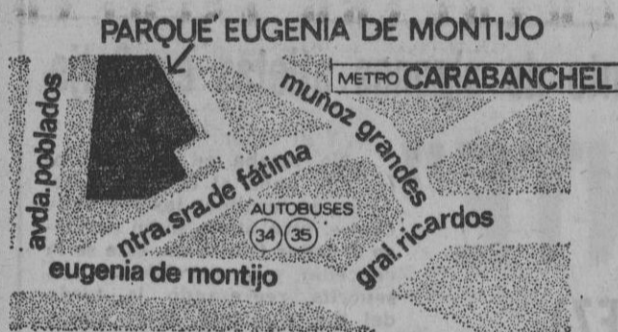 PARQUE EUGENIA DE MONTIJO
METRO CARABANCHEL
muñoz grandes
avda. poblados
ntra. sra. de fátima
AUTOBUSES
34 35
gral. ricardos
eugenia de montijo